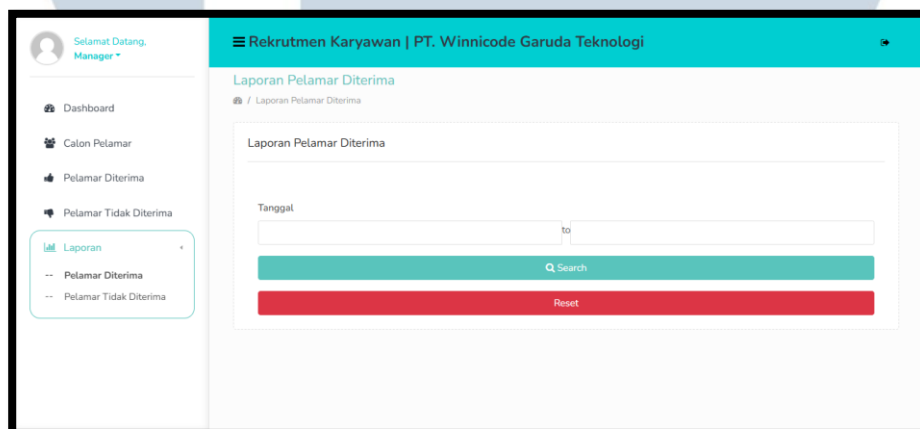 Selamat Datang,
Manager
Dashboard
Calon Pelamar
Pelamar Diterima
Pelamar Tidak Diterima
Laporan
-- Pelamar Diterima
-- Pelamar Tidak Diterima
Rekrutmen Karyawan | PT. Winnicode Garuda Teknologi
Laporan Pelamar Diterima
/ Laporan Pelamar Diterima
Laporan Pelamar Diterima
Tanggal
to
Search
Reset